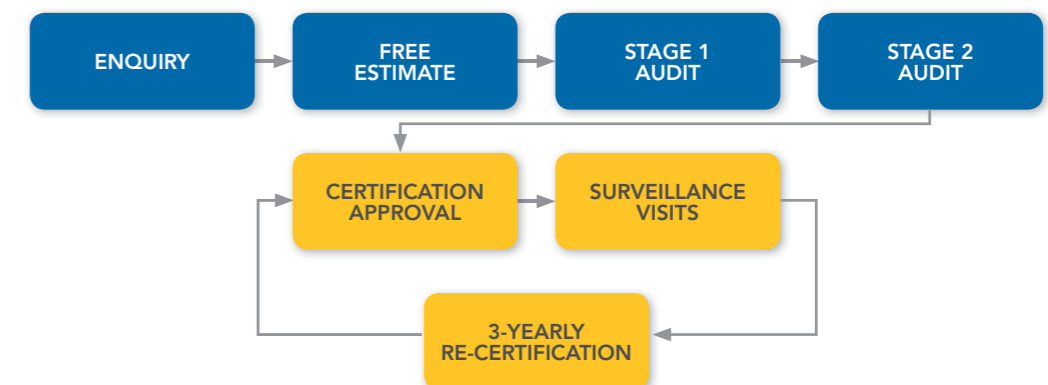 ENQUIRY
FREE
ESTIMATE
STAGE 1
AUDIT
STAGE 2
AUDIT
CERTIFICATION
APPROVAL
SURVEILLANCE
VISITS
3-YEARLY
RE-CERTIFICATION